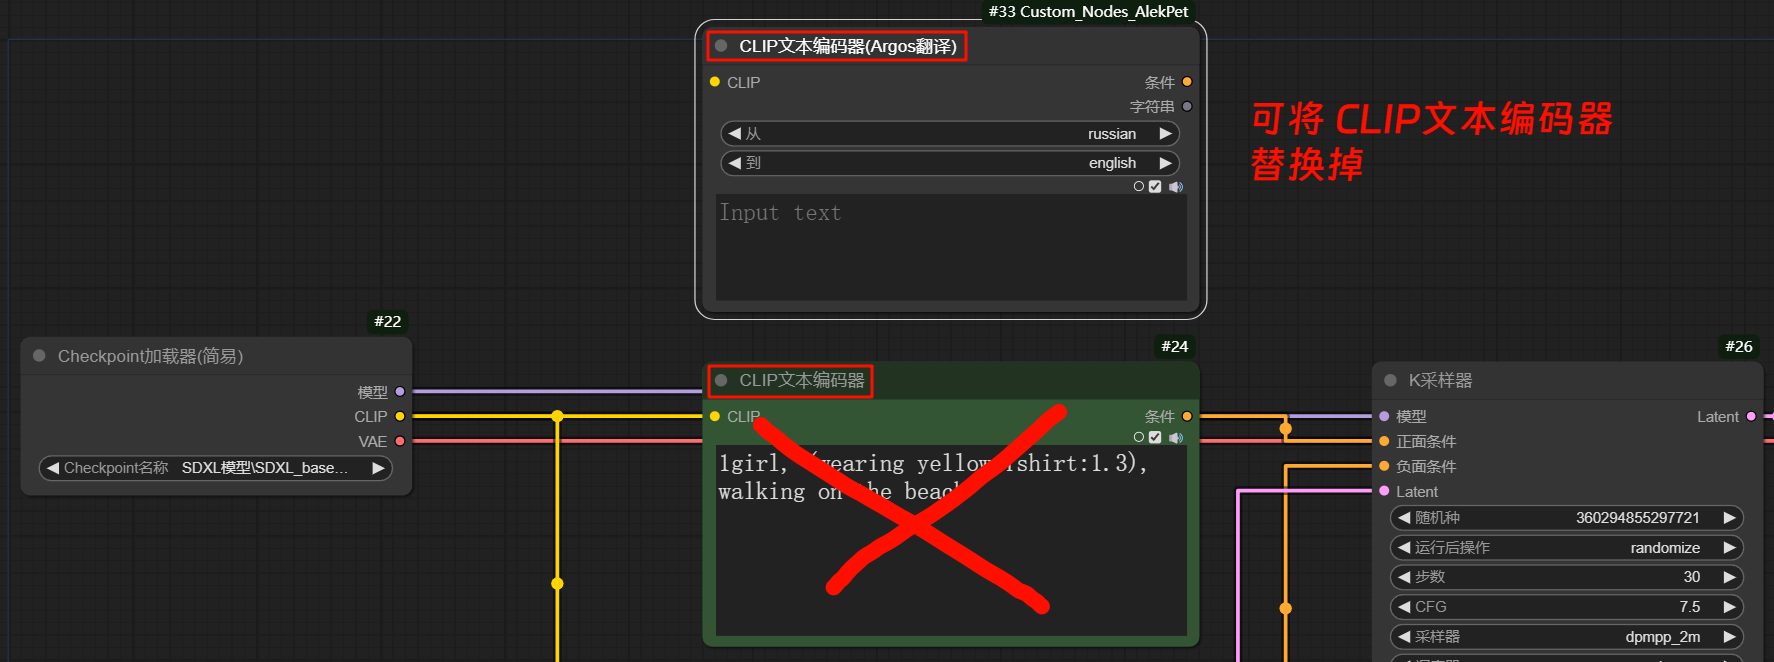 #33 Custom_Nodes_AlekPet
CLIP文本编码器(Argos翻译)
CLIP
条件
字符串
从 russian
到 english
Input text
可将 CLIP文本编码器
替换掉
#22
Checkpoint加载器(简易)
模型
CLIP
VAE
Checkpoint名称 SDXL模型\SDXL_base...
#24
CLIP文本编码器
CLIP
条件
1girl, (wearing yellow shirt:1.3),
walking on the beach
#26
K采样器
模型 Latent
正面条件
负面条件
Latent
随机种 360294855297721
运行后操作 randomize
步数 30
CFG 7.5
采样器 dpmpp_2m